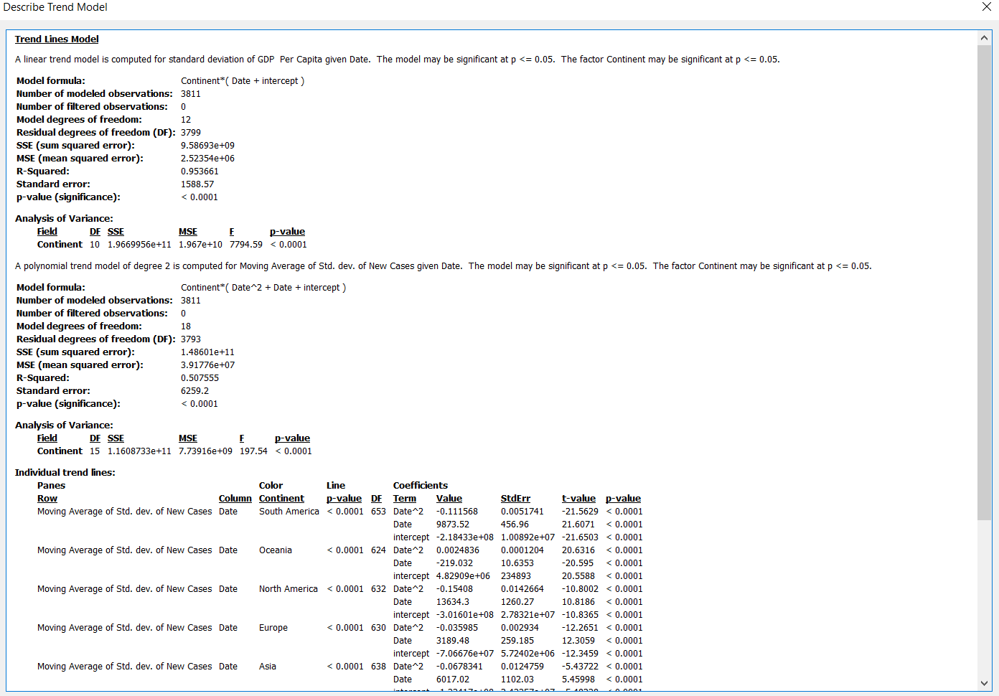 Describe Trend Model
Trend Lines Model
A linear trend model is computed for standard deviation of GDP Per Capita given Date. The model may be significant at p <= 0.05. The factor Continent may be significant at p <= 0.05.
Model formula: Continent*( Date + intercept )
Number of modeled observations: 3811
Number of filtered observations: 0
Model degrees of freedom: 12
Residual degrees of freedom (DF): 3799
SSE (sum squared error): 9.58693e+09
MSE (mean squared error): 2.52354e+06
R-Squared: 0.953661
Standard error: 1588.57
p-value (significance): < 0.0001
Analysis of Variance:
Field DF SSE MSE F p-value
Continent 10 1.9669956e+11 1.967e+10 7794.59 < 0.0001
A polynomial trend model of degree 2 is computed for Moving Average of Std. dev. of New Cases given Date. The model may be significant at p <= 0.05. The factor Continent may be significant at p <= 0.05.
Model formula: Continent*( Date^2 + Date + intercept )
Number of modeled observations: 3811
Number of filtered observations: 0
Model degrees of freedom: 18
Residual degrees of freedom (DF): 3793
SSE (sum squared error): 1.48601e+11
MSE (mean squared error): 3.91776e+07
R-Squared: 0.507555
Standard error: 6259.2
p-value (significance): < 0.0001
Analysis of Variance:
Field DF SSE MSE F p-value
Continent 15 1.1608733e+11 7.73916e+09 197.54 < 0.0001
Individual trend lines:
Panes Color Line Coefficients
Row Column Continent p-value DF Term Value StdErr t-value p-value
Moving Average of Std. dev. of New Cases Date South America < 0.0001 653 Date^2 -0.111568 0.0051741 -21.5629 < 0.0001
Date 9873.52 456.96 21.6071 < 0.0001
intercept -2.18433e+08 1.00892e+07 -21.6503 < 0.0001
Moving Average of Std. dev. of New Cases Date Oceania < 0.0001 624 Date^2 0.0024836 0.0001204 20.6316 < 0.0001
Date -219.032 10.6353 -20.595 < 0.0001
intercept 4.82909e+06 234893 20.5588 < 0.0001
Moving Average of Std. dev. of New Cases Date North America < 0.0001 632 Date^2 -0.15408 0.0142664 -10.8002 < 0.0001
Date 13634.3 1260.27 10.8186 < 0.0001
intercept -3.01601e+08 2.78321e+07 -10.8365 < 0.0001
Moving Average of Std. dev. of New Cases Date Europe < 0.0001 630 Date^2 -0.035985 0.002934 -12.2651 < 0.0001
Date 3189.48 259.185 12.3059 < 0.0001
intercept -7.06676e+07 5.72402e+06 -12.3459 < 0.0001
Moving Average of Std. dev. of New Cases Date Asia < 0.0001 638 Date^2 -0.0678341 0.0124759 -5.43722 < 0.0001
Date 6017.02 1102.03 5.45998 < 0.0001